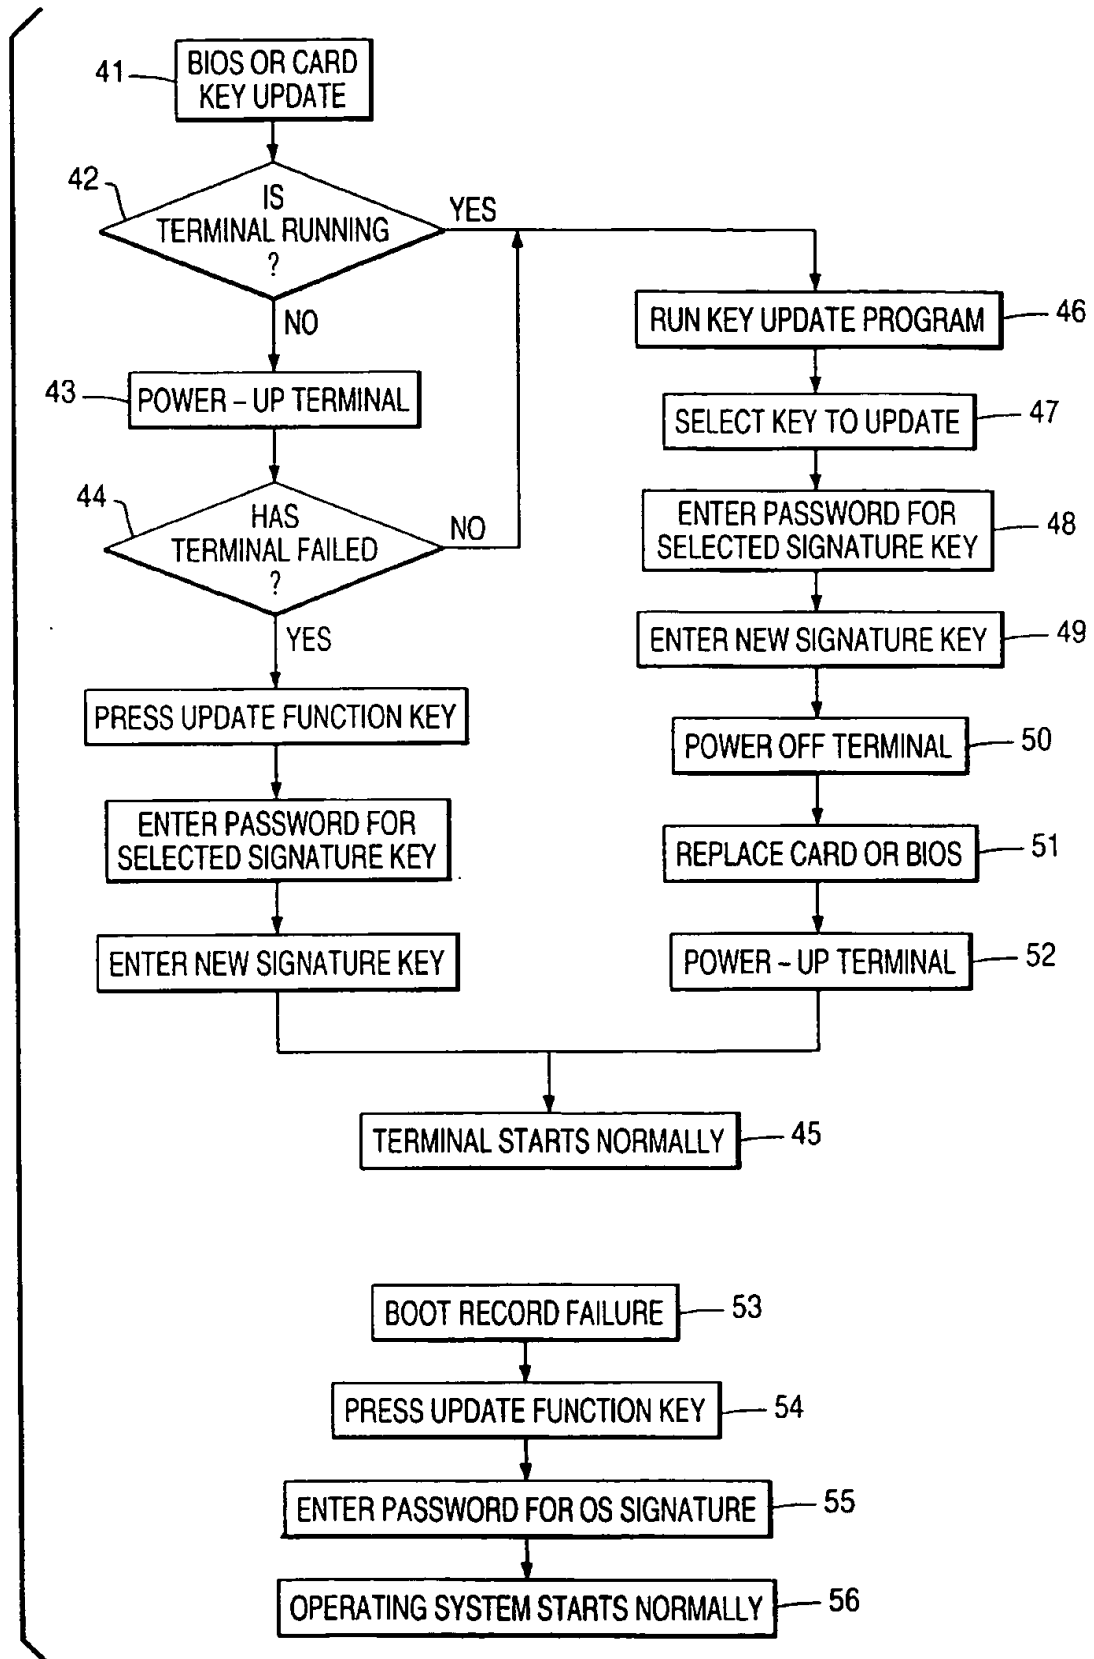 41
BIOS OR CARD
KEY UPDATE
42
IS
TERMINAL RUNNING
?
YES
NO
RUN KEY UPDATE PROGRAM
46
43
POWER – UP TERMINAL
SELECT KEY TO UPDATE
47
44
HAS
TERMINAL FAILED
?
NO
YES
ENTER PASSWORD FOR
SELECTED SIGNATURE KEY
48
ENTER NEW SIGNATURE KEY
49
PRESS UPDATE FUNCTION KEY
POWER OFF TERMINAL
50
ENTER PASSWORD FOR
SELECTED SIGNATURE KEY
REPLACE CARD OR BIOS
51
ENTER NEW SIGNATURE KEY
POWER – UP TERMINAL
52
TERMINAL STARTS NORMALLY
45
BOOT RECORD FAILURE
53
PRESS UPDATE FUNCTION KEY
54
ENTER PASSWORD FOR OS SIGNATURE
55
OPERATING SYSTEM STARTS NORMALLY
56